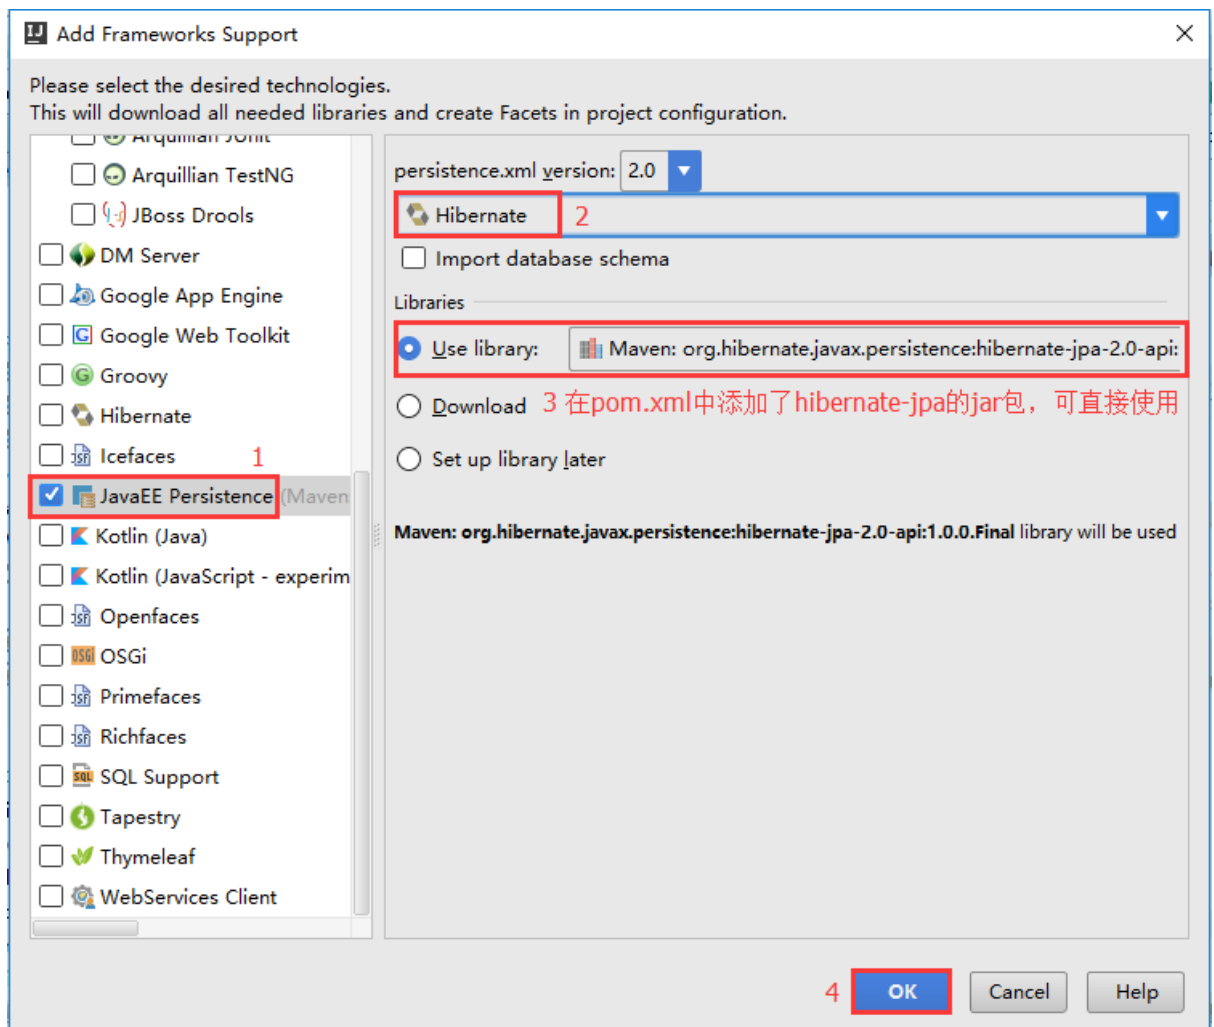 Add Frameworks Support
Please select the desired technologies.
This will download all needed libraries and create Facets in project configuration.
Arquillian JUnit
Arquillian TestNG
JBoss Drools
DM Server
Google App Engine
Google Web Toolkit
Groovy
Hibernate
Icefaces
1
JavaEE Persistence (Maven
Kotlin (Java)
Kotlin (JavaScript - experim
Openfaces
OSGi
Primefaces
Richfaces
SQL Support
Tapestry
Thymeleaf
WebServices Client
persistence.xml version: 2.0
Hibernate 2
Import database schema
Libraries
Use library: Maven: org.hibernate.javax.persistence:hibernate-jpa-2.0-api:
Download 3 在pom.xml中添加了hibernate-jpa的jar包，可直接使用
Set up library later
Maven: org.hibernate.javax.persistence:hibernate-jpa-2.0-api:1.0.0.Final library will be used
4 OK Cancel Help